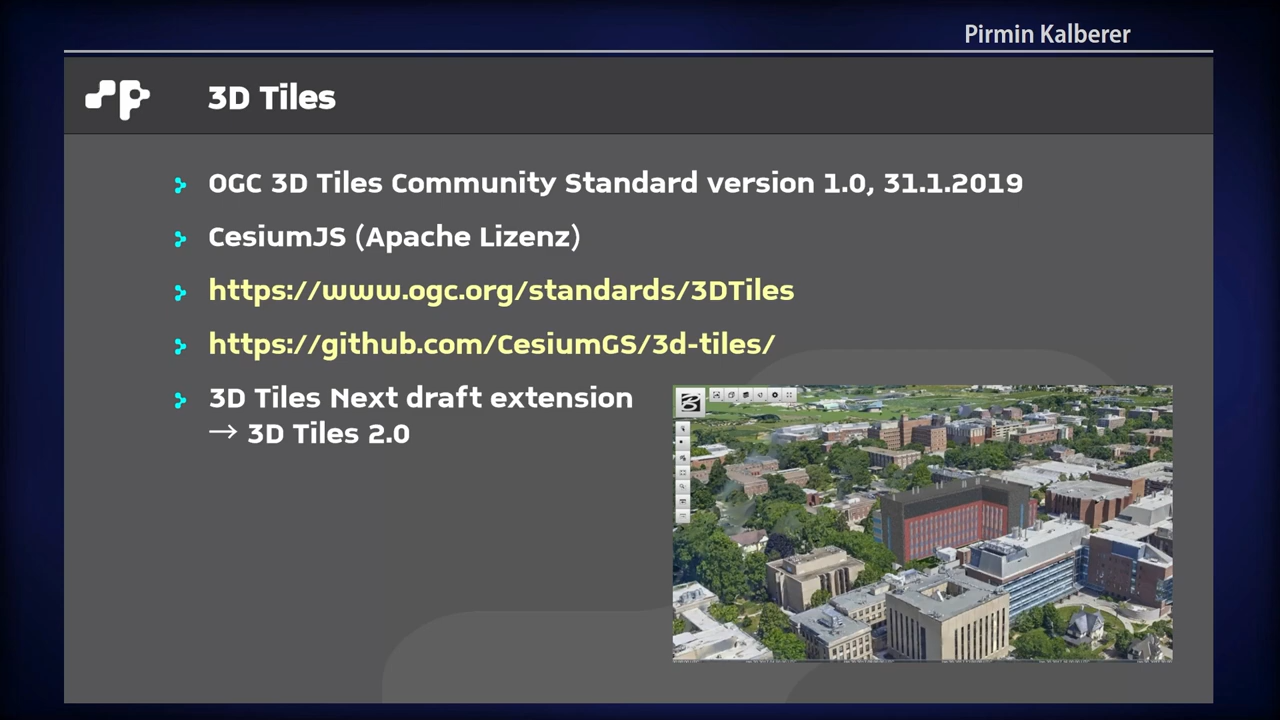 Pirmin Kalberer
3D Tiles
OGC 3D Tiles Community Standard version 1.0, 31.1.2019
CesiumJS (Apache Lizenz)
https://www.ogc.org/standards/3DTiles
https://github.com/CesiumGS/3d-tiles/
3D Tiles Next draft extension
→ 3D Tiles 2.0